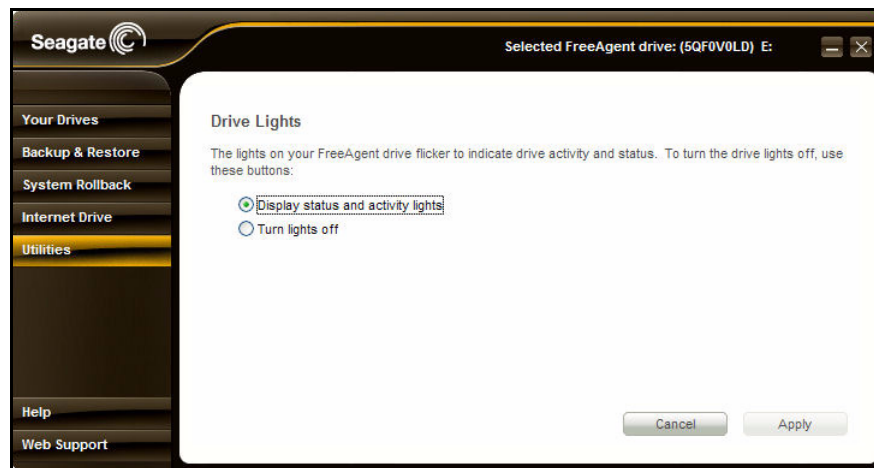 Seagate
Selected FreeAgent drive: (5QF0V0LD) E:
Your Drives
Backup & Restore
System Rollback
Internet Drive
Utilities
Help
Web Support
Drive Lights
The lights on your FreeAgent drive flicker to indicate drive activity and status. To turn the drive lights off, use
these buttons:
Display status and activity lights
Turn lights off
Cancel
Apply